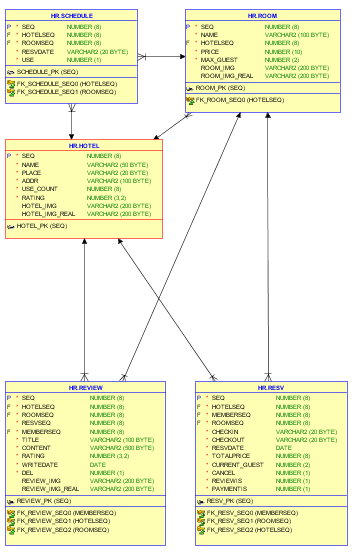 HR.SCHEDULE
P * SEQ NUMBER (8)
F * HOTELSEQ NUMBER (8)
F * ROOMSEQ NUMBER (8)
* RESVDATE VARCHAR2 (20 BYTE)
* USE NUMBER (1)
SCHEDULE_PK (SEQ)
FK_SCHEDULE_SEQ0 (HOTELSEQ)
FK_SCHEDULE_SEQ1 (ROOMSEQ)
HR.ROOM
P * SEQ NUMBER (8)
* NAME VARCHAR2 (100 BYTE)
F * HOTELSEQ NUMBER (8)
* PRICE NUMBER (10)
* MAX_GUEST NUMBER (2)
ROOM_IMG VARCHAR2 (200 BYTE)
ROOM_IMG_REAL VARCHAR2 (200 BYTE)
ROOM_PK (SEQ)
FK_ROOM_SEQ0 (HOTELSEQ)
HR.HOTEL
P * SEQ NUMBER (8)
* NAME VARCHAR2 (50 BYTE)
* PLACE VARCHAR2 (20 BYTE)
* ADDR VARCHAR2 (100 BYTE)
* USE_COUNT NUMBER (8)
* RATING NUMBER (3,2)
HOTEL_IMG VARCHAR2 (200 BYTE)
HOTEL_IMG_REAL VARCHAR2 (200 BYTE)
HOTEL_PK (SEQ)
HR.REVIEW
P * SEQ NUMBER (8)
F * HOTELSEQ NUMBER (8)
F * ROOMSEQ NUMBER (8)
* RESVSEQ NUMBER (8)
F * MEMBERSEQ NUMBER (8)
* TITLE VARCHAR2 (100 BYTE)
* CONTENT VARCHAR2 (500 BYTE)
* RATING NUMBER (3,2)
* WRITEDATE DATE
* DEL NUMBER (1)
REVIEW_IMG VARCHAR2 (200 BYTE)
REVIEW_IMG_REAL VARCHAR2 (200 BYTE)
REVIEW_PK (SEQ)
FK_REVIEW_SEQ0 (MEMBERSEQ)
FK_REVIEW_SEQ1 (HOTELSEQ)
FK_REVIEW_SEQ2 (ROOMSEQ)
HR.RESV
P * SEQ NUMBER (8)
F * HOTELSEQ NUMBER (8)
F * MEMBERSEQ NUMBER (8)
F * ROOMSEQ NUMBER (8)
* CHECKIN VARCHAR2 (20 BYTE)
* CHECKOUT VARCHAR2 (20 BYTE)
* RESVDATE DATE
* TOTALPRICE NUMBER (8)
* CURRENT_GUEST NUMBER (2)
* CANCEL NUMBER (1)
* REVIEWIS NUMBER (1)
* PAYMENTIS NUMBER (1)
RESV_PK (SEQ)
FK_RESV_SEQ0 (MEMBERSEQ)
FK_RESV_SEQ1 (ROOMSEQ)
FK_RESV_SEQ2 (HOTELSEQ)